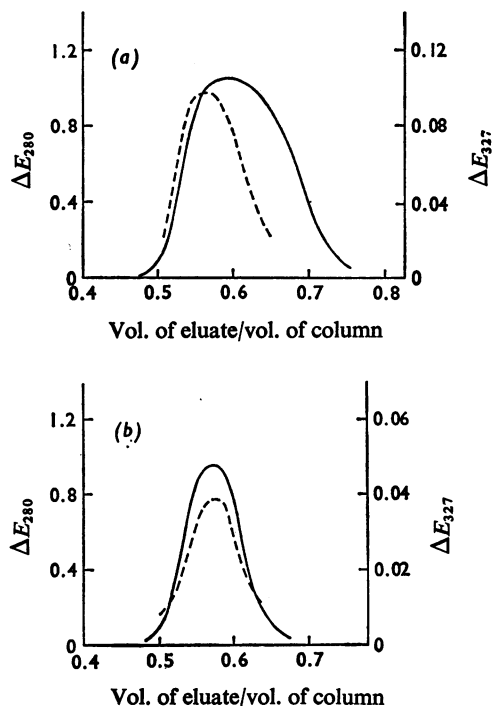 (a)
1.2
0.8
0.4
0
ΔE280
0.12
0.08
0.04
0
ΔE327
0.4 0.5 0.6 0.7 0.8
Vol. of eluate/vol. of column
(b)
1.2
0.8
0.4
0
ΔE280
0.06
0.04
0.02
0
ΔE327
0.4 0.5 0.6 0.7
Vol. of eluate/vol. of column